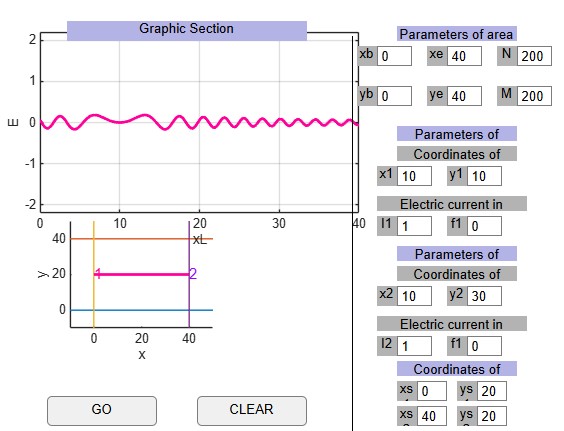 Graphic Section
2
1
0
-1
-2
E
0 10 20 30 40
xL
40
20
0
y
1 2
0 20 40
x
GO CLEAR
Parameters of area
xb 0 xe 40 N 200
yb 0 ye 40 M 200
Parameters of
Coordinates of
x1 10 y1 10
Electric current in
I1 1 f1 0
Parameters of
Coordinates of
x2 10 y2 30
Electric current in
I2 1 f1 0
Coordinates of
xs 0 ys 20
xs 40 ys 20